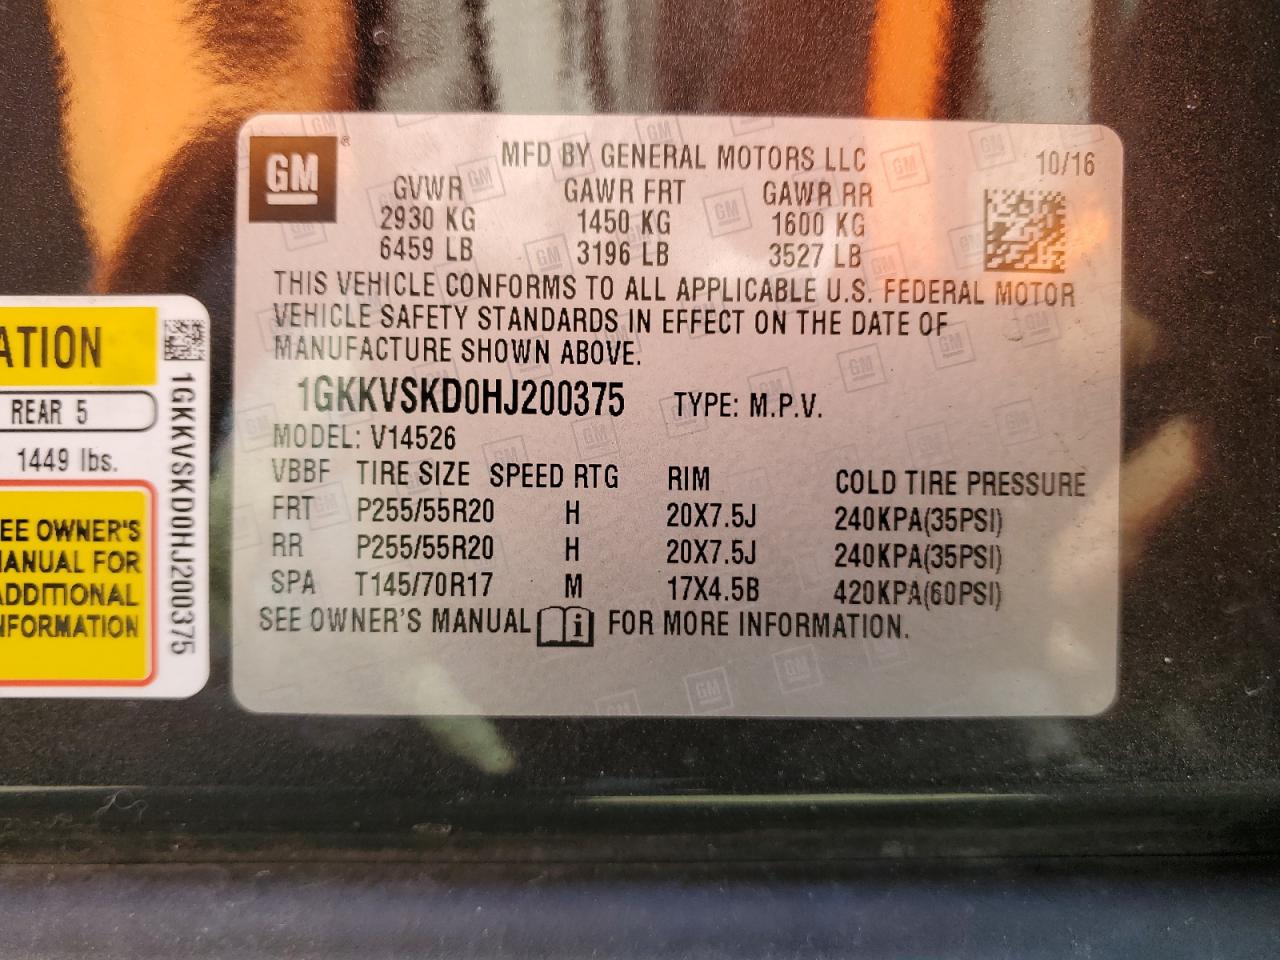 GM
MFD BY GENERAL MOTORS LLC
10/16
GVWR GAWR FRT GAWR RR
2930 KG 1450 KG 1600 KG
6459 LB 3196 LB 3527 LB
THIS VEHICLE CONFORMS TO ALL APPLICABLE U.S. FEDERAL MOTOR
VEHICLE SAFETY STANDARDS IN EFFECT ON THE DATE OF
MANUFACTURE SHOWN ABOVE.
1GKKVSKD0HJ200375 TYPE: M.P.V.
MODEL: V14526
VBBF TIRE SIZE SPEED RTG RIM COLD TIRE PRESSURE
FRT P255/55R20 H 20X7.5J 240KPA(35PSI)
RR P255/55R20 H 20X7.5J 240KPA(35PSI)
SPA T145/70R17 M 17X4.5B 420KPA(60PSI)
SEE OWNER'S MANUAL i FOR MORE INFORMATION.
ATION
REAR 5
1449 lbs.
EE OWNER'S
ANUAL FOR
DDITIONAL
NFORMATION
1GKKVSKD0HJ200375